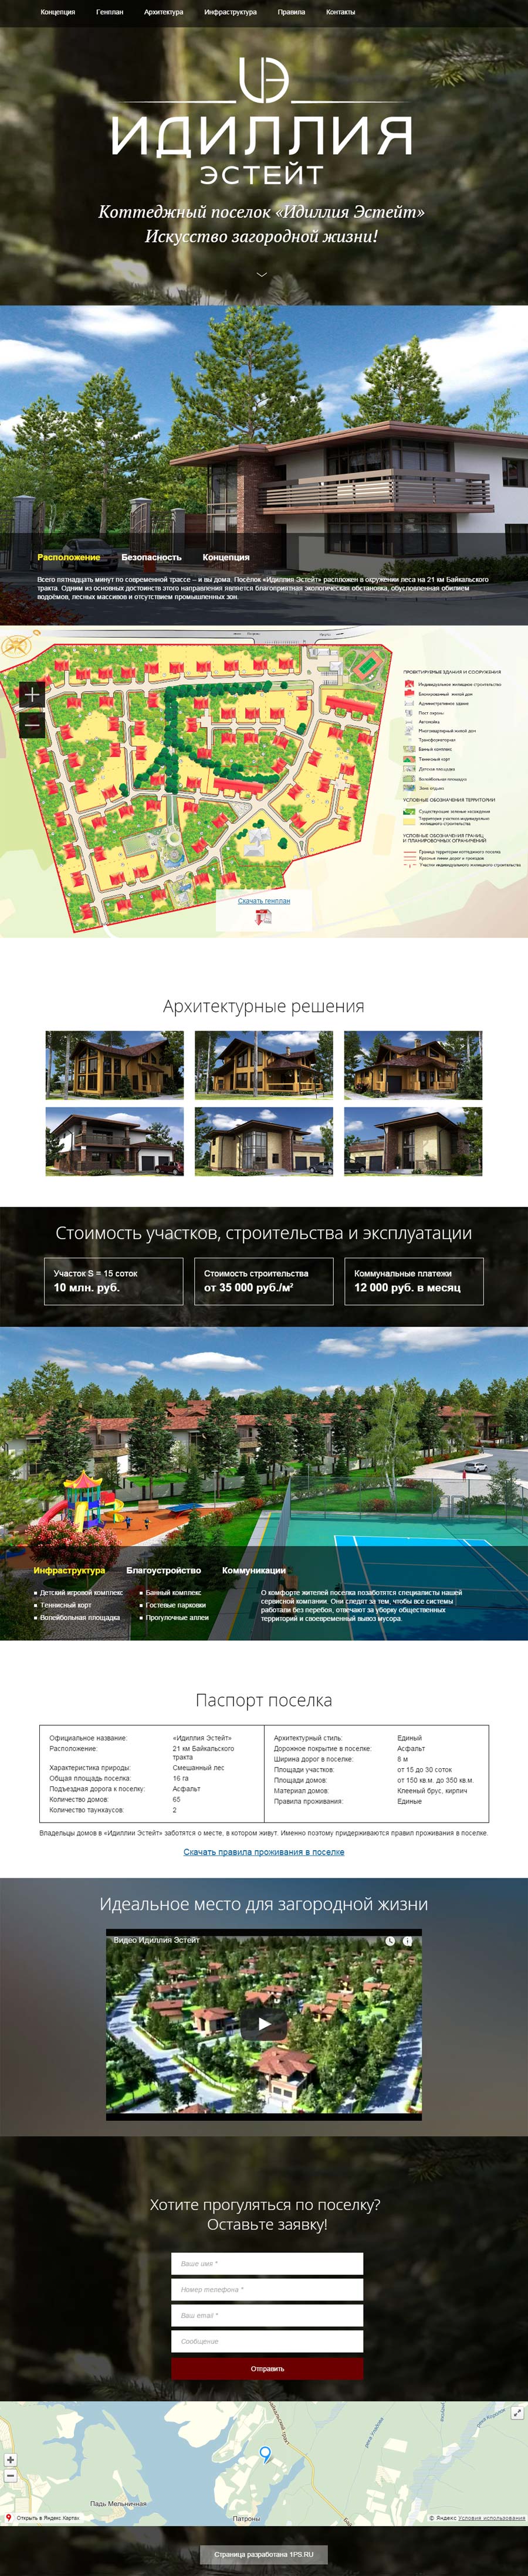 Концепция Генплан Архитектура Инфраструктура Правила Контакты
ИДИЛЛИЯ
ЭСТЕЙТ
Коттеджный поселок «Идиллия Эстейт»
Искусство загородной жизни!
Расположение Безопасность Концепция
Всего пятнадцать минут по современной трассе – и вы дома. Посёлок «Идиллия Эстейт» расположен в окружении леса на 21 км Байкальского
тракта. Одним из основных достоинств этого направления является благоприятная экологическая обстановка, обусловленная обилием
водоёмов, лесных массивов и отсутствием промышленных зон.
ПРОЕКТИРУЕМЫЕ ЗДАНИЯ И СООРУЖЕНИЯ
Индивидуальное жилищное строительство
Блокированный жилой дом
Административное здание
Пост охраны
Автомойка
Многоквартирный жилой дом
Трансформаторная
Банный комплекс
Теннисный корт
Детская площадка
Волейбольная площадка
Зона отдыха
УСЛОВНЫЕ ОБОЗНАЧЕНИЯ ТЕРРИТОРИИ
Существующие зеленые насаждения
Территория участков индивидуального
жилищного строительства
УСЛОВНЫЕ ОБОЗНАЧЕНИЯ ГРАНИЦ
И ПЛАНИРОВОЧНЫХ ОГРАНИЧЕНИЙ
Граница территории коттеджного поселка
Красные линии дорог и проездов
Участки индивидуального жилищного строительства
Скачать генплан
Архитектурные решения
Стоимость участков, строительства и эксплуатации
Участок S = 15 соток Стоимость строительства Коммунальные платежи
10 млн. руб. от 35 000 руб./м² 12 000 руб. в месяц
Инфраструктура Благоустройство Коммуникации
Детский игровой комплекс Банный комплекс О комфорте жителей поселка позаботятся специалисты нашей
Теннисный корт Гостевые парковки сервисной компании. Они следят за тем, чтобы все системы
Волейбольная площадка Прогулочные аллеи работали без перебоя, отвечают за уборку общественных
территорий и своевременный вывоз мусора.
Паспорт поселка
Официальное название: «Идиллия Эстейт» Архитектурный стиль: Единый
Расположение: 21 км Байкальского Дорожное покрытие в поселке: Асфальт
тракта Ширина дорог в поселке: 8 м
Характеристика природы: Смешанный лес Площади участков: от 15 до 30 соток
Общая площадь поселка: 16 га Площади домов: от 150 кв.м. до 350 кв.м.
Подъездная дорога к поселку: Асфальт Материал домов: Клееный брус, кирпич
Количество домов: 65 Правила проживания: Единые
Количество таунхаусов: 2
Владельцы домов в «Идиллии Эстейт» заботятся о месте, в котором живут. Именно поэтому придерживаются правил проживания в поселке.
Скачать правила проживания в поселке
Идеальное место для загородной жизни
Видео Идиллия Эстейт
Хотите прогуляться по поселку?
Оставьте заявку!
Ваше имя *
Номер телефона *
Ваш email *
Сообщение
Отправить
Падь Мельничная
Патроны
Открыть в Яндекс.Картах
© Яндекс Условия использования
Страница разработана 1PS.RU